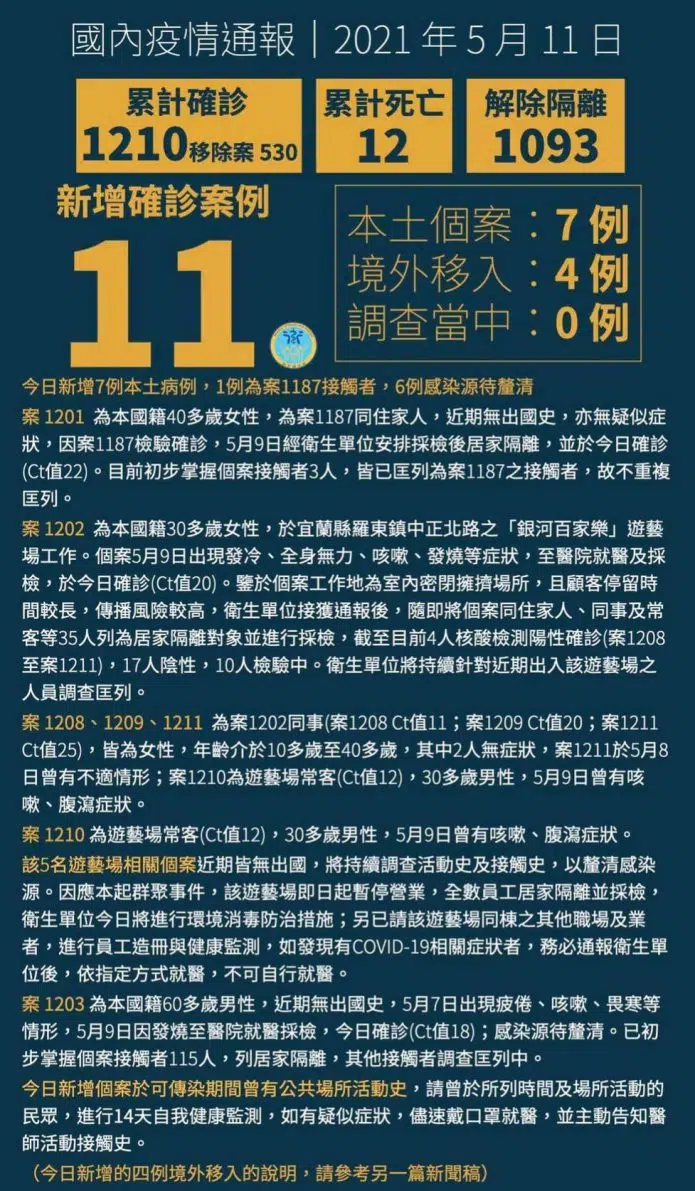 國內疫情通報｜2021 年 5 月 11 日
累計確診
1210移除案 530
累計死亡
12
解除隔離
1093
新增確診案例
11
本土個案：7 例
境外移入：4 例
調查當中：0 例
今日新增7例本土病例，1例為案1187接觸者，6例感染源待釐清
案 1201 為本國籍40多歲女性，為案1187同住家人，近期無出國史，亦無疑似症
狀，因案1187檢驗確診，5月9日經衛生單位安排採檢後居家隔離，並於今日確診
(Ct值22)。目前初步掌握個案接觸者3人，皆已匡列為案1187之接觸者，故不重複
匡列。
案 1202 為本國籍30多歲女性，於宜蘭縣羅東鎮中正北路之「銀河百家樂」遊藝
場工作。個案5月9日出現發冷、全身無力、咳嗽、發燒等症狀，至醫院就醫及採
檢，於今日確診(Ct值20)。鑒於個案工作地為室內密閉擁擠場所，且顧客停留時
間較長，傳播風險較高，衛生單位接獲通報後，隨即將個案同住家人、同事及常
客等35人列為居家隔離對象並進行採檢，截至目前4人核酸檢測陽性確診(案1208
至案1211)，17人陰性，10人檢驗中。衛生單位將持續針對近期出入該遊藝場之
人員調查匡列。
案 1208、1209、1211 為案1202同事(案1208 Ct值11；案1209 Ct值20；案1211
Ct值25)，皆為女性，年齡介於10多歲至40多歲，其中2人無症狀，案1211於5月8
日曾有不適情形；案1210為遊藝場常客(Ct值12)，30多歲男性，5月9日曾有咳
嗽、腹瀉症狀。
案 1210 為遊藝場常客(Ct值12)，30多歲男性，5月9日曾有咳嗽、腹瀉症狀。
該5名遊藝場相關個案近期皆無出國，將持續調查活動史及接觸史，以釐清感染
源。因應本起群聚事件，該遊藝場即日起暫停營業，全數員工居家隔離並採檢，
衛生單位今日將進行環境消毒防治措施；另已請該遊藝場同棟之其他職場及業
者，進行員工造冊與健康監測，如發現有COVID-19相關症狀者，務必通報衛生單
位後，依指定方式就醫，不可自行就醫。
案 1203 為本國籍60多歲男性，近期無出國史，5月7日出現疲倦、咳嗽、畏寒等
情形，5月9日因發燒至醫院就醫採檢，今日確診(Ct值18)；感染源待釐清。已初
步掌握個案接觸者115人，列居家隔離，其他接觸者調查匡列中。
今日新增個案於可傳染期間曾有公共場所活動史，請曾於所列時間及場所活動的
民眾，進行14天自我健康監測，如有疑似症狀，儘速戴口罩就醫，並主動告知醫
師活動接觸史。
（今日新增的四例境外移入的說明，請參考另一篇新聞稿）